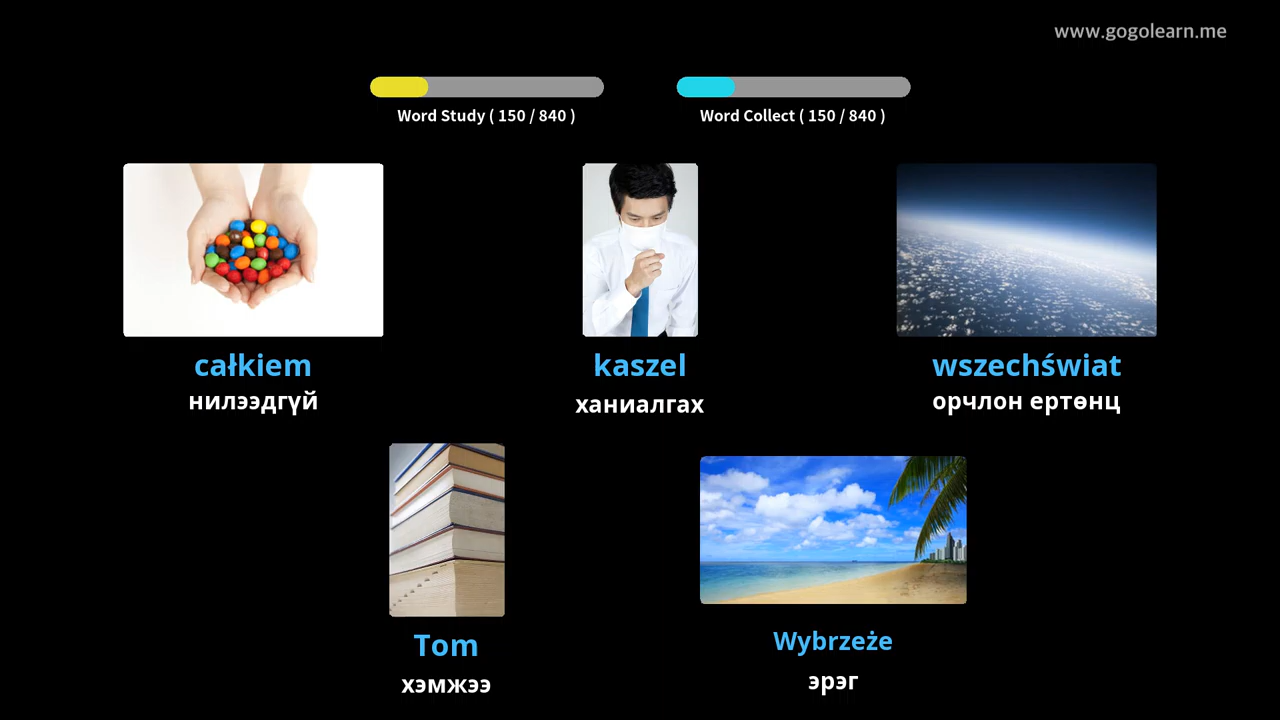 www.gogolearn.me
Word Study ( 150 / 840 )
Word Collect ( 150 / 840 )
całkiem
нилээдгүй
kaszel
ханиалгах
wszechświat
орчлон ертөнц
Tom
хэмжээ
Wybrzeże
эрэг